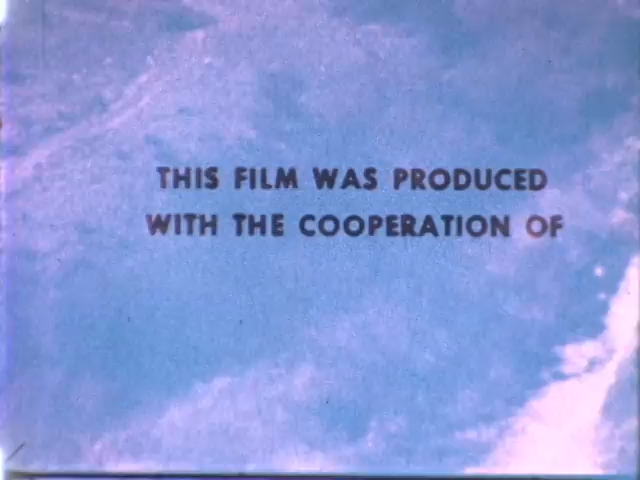 THIS FILM WAS PRODUCED
WITH THE COOPERATION OF